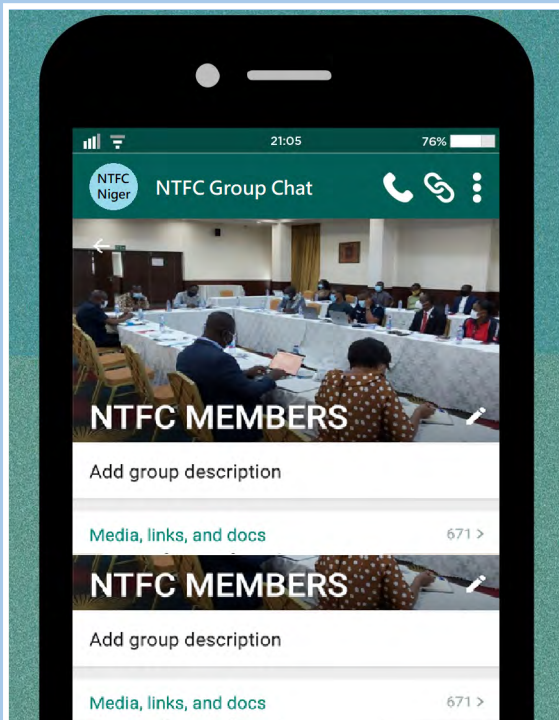 21:05
76%
NTFC
Niger
NTFC Group Chat
NTFC MEMBERS
Add group description
Media, links, and docs 671 >
NTFC MEMBERS
Add group description
Media, links, and docs 671 >